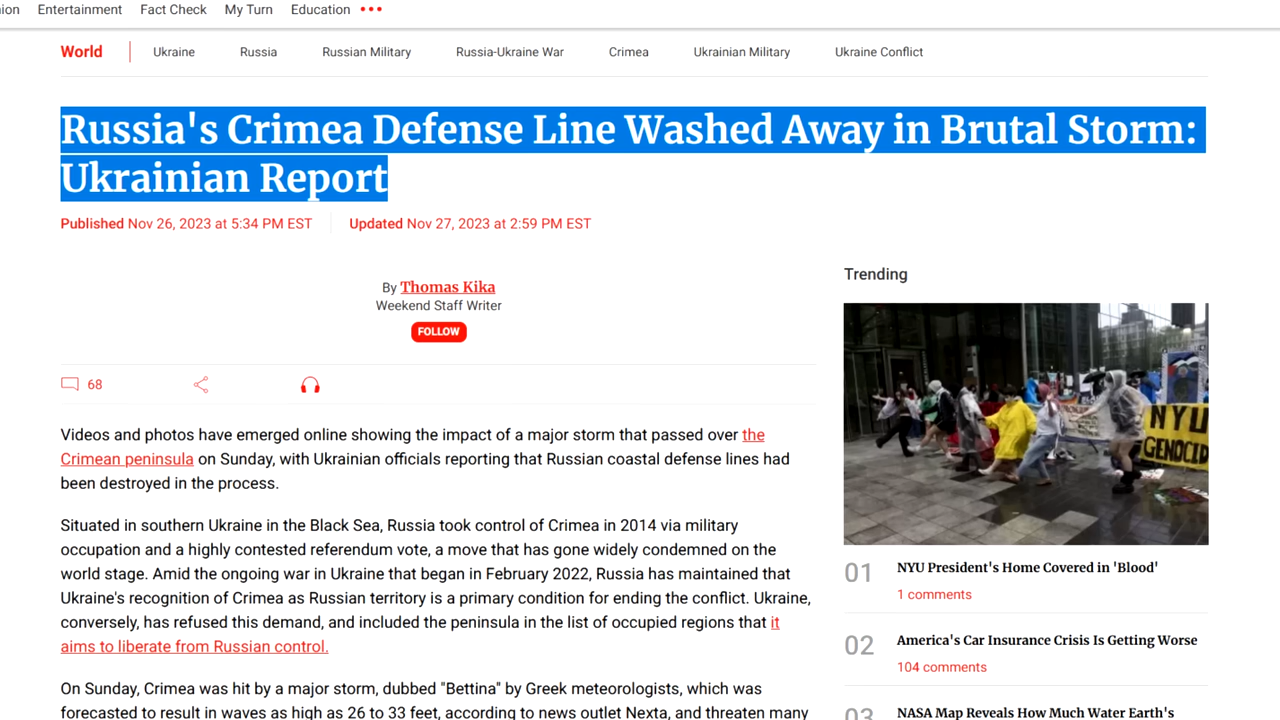 ion Entertainment Fact Check My Turn Education
World Ukraine Russia Russian Military Russia-Ukraine War Crimea Ukrainian Military Ukraine Conflict
Russia's Crimea Defense Line Washed Away in Brutal Storm:
Ukrainian Report
Published Nov 26, 2023 at 5:34 PM EST Updated Nov 27, 2023 at 2:59 PM EST
By Thomas Kika
Weekend Staff Writer
FOLLOW
68
Videos and photos have emerged online showing the impact of a major storm that passed over the
Crimean peninsula on Sunday, with Ukrainian officials reporting that Russian coastal defense lines had
been destroyed in the process.
Situated in southern Ukraine in the Black Sea, Russia took control of Crimea in 2014 via military
occupation and a highly contested referendum vote, a move that has gone widely condemned on the
world stage. Amid the ongoing war in Ukraine that began in February 2022, Russia has maintained that
Ukraine's recognition of Crimea as Russian territory is a primary condition for ending the conflict. Ukraine,
conversely, has refused this demand, and included the peninsula in the list of occupied regions that it
aims to liberate from Russian control.
On Sunday, Crimea was hit by a major storm, dubbed "Bettina" by Greek meteorologists, which was
forecasted to result in waves as high as 26 to 33 feet, according to news outlet Nexta, and threaten many
Trending
NYU
GENOCID
01 NYU President's Home Covered in 'Blood'
1 comments
02 America's Car Insurance Crisis Is Getting Worse
104 comments
03 NASA Map Reveals How Much Water Earth's